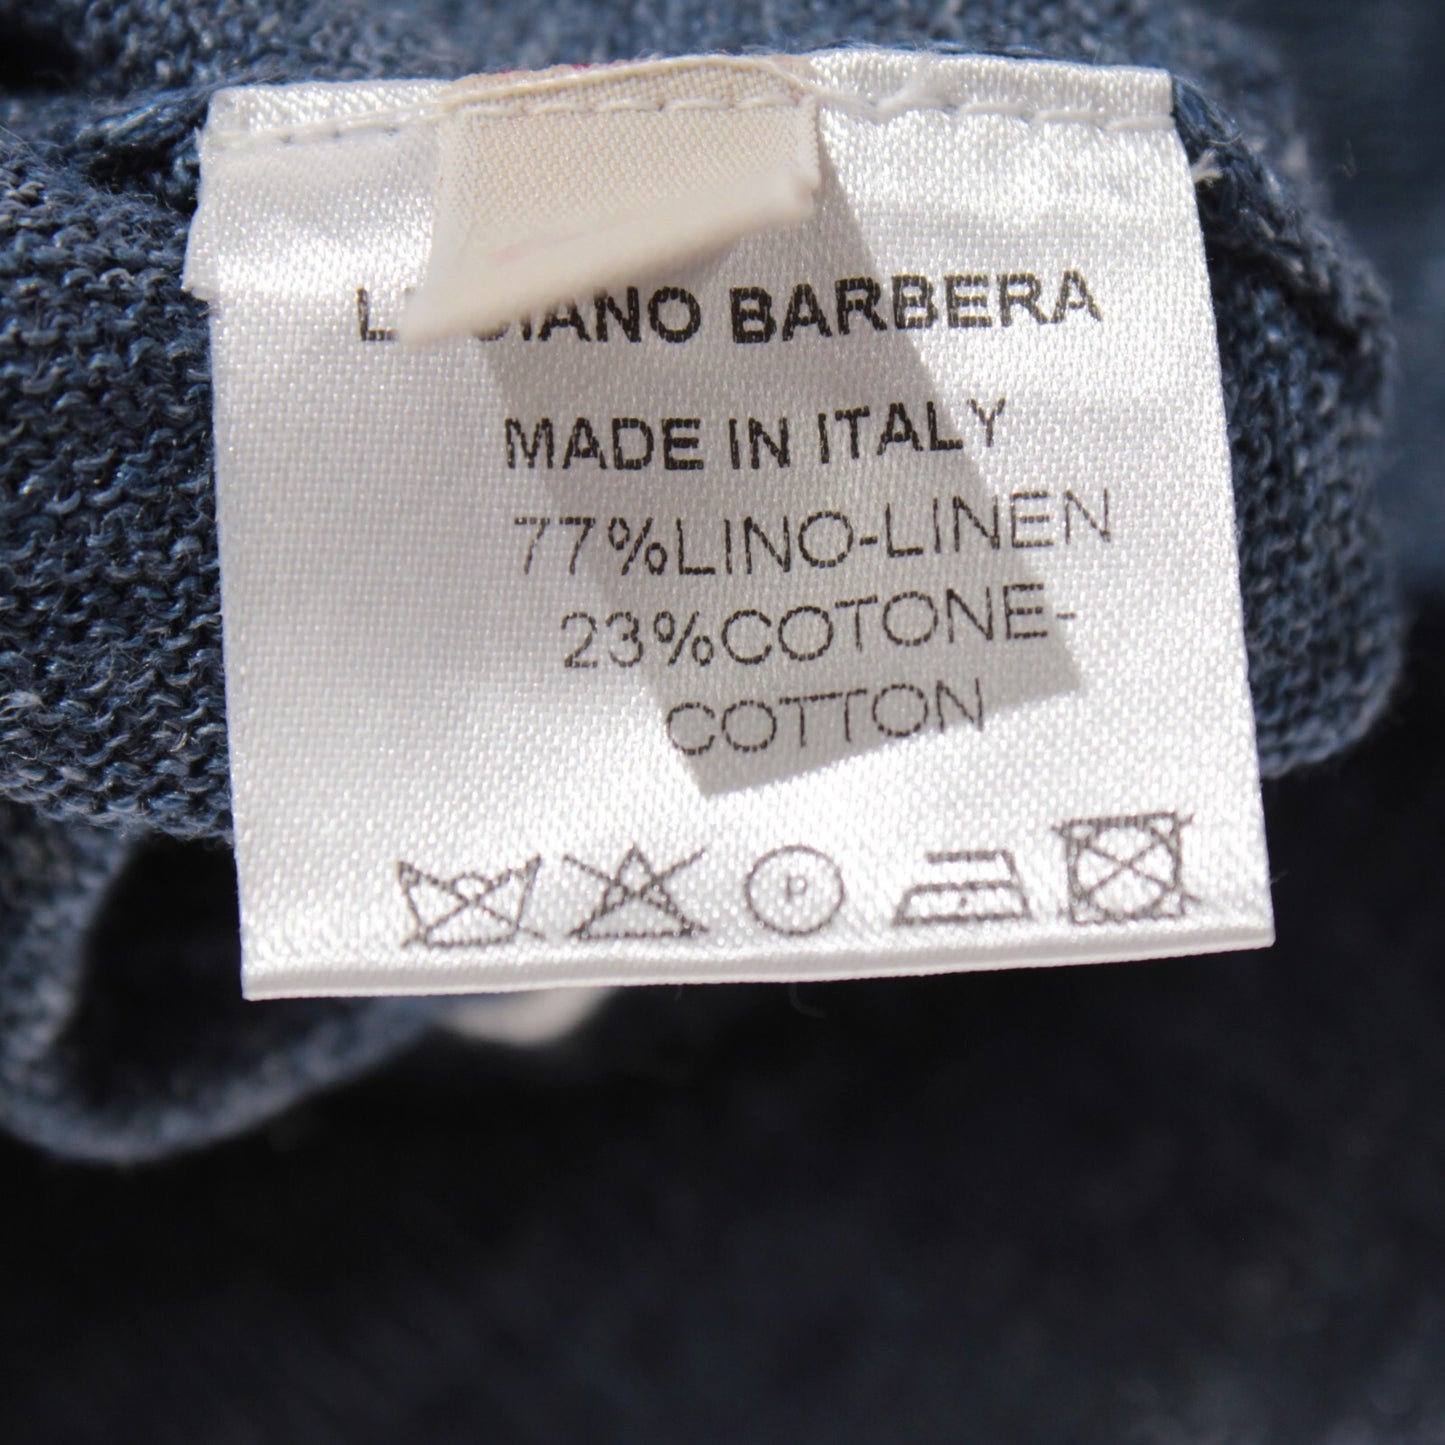 BARBERA
MADE IN ITALY
77%LINO-LINEN
23%COTONE-
COTTON
P